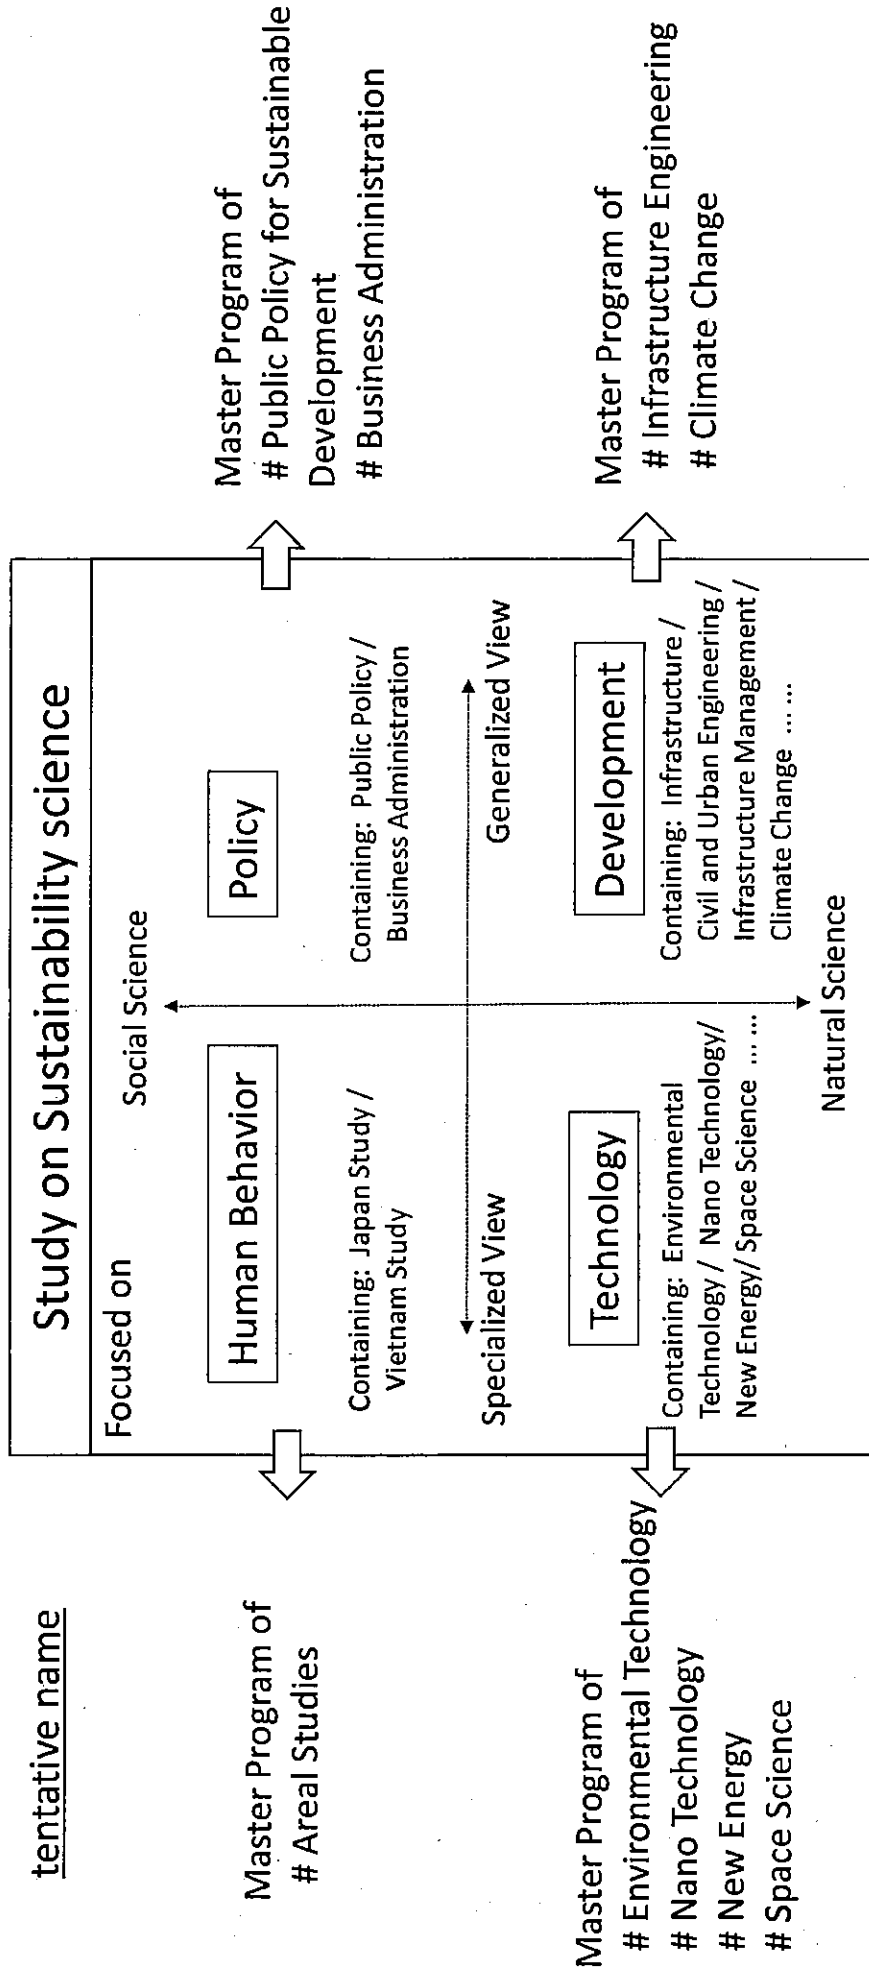 tentative name
Study on Sustainability science
Focused on
Social Science
Human Behavior
Policy
Containing: Japan Study /
Vietnam Study
Containing: Public Policy /
Business Administration
Specialized View
Generalized View
Technology
Development
Containing: Environmental
Technology / Nano Technology/
New Energy/ Space Science ... ...
Containing: Infrastructure /
Civil and Urban Engineering /
Infrastructure Management /
Climate Change ... ...
Natural Science
Master Program of
# Areal Studies
Master Program of
# Public Policy for Sustainable
Development
# Business Administration
Master Program of
# Environmental Technology
# Nano Technology
# New Energy
# Space Science
Master Program of
# Infrastructure Engineering
# Climate Change